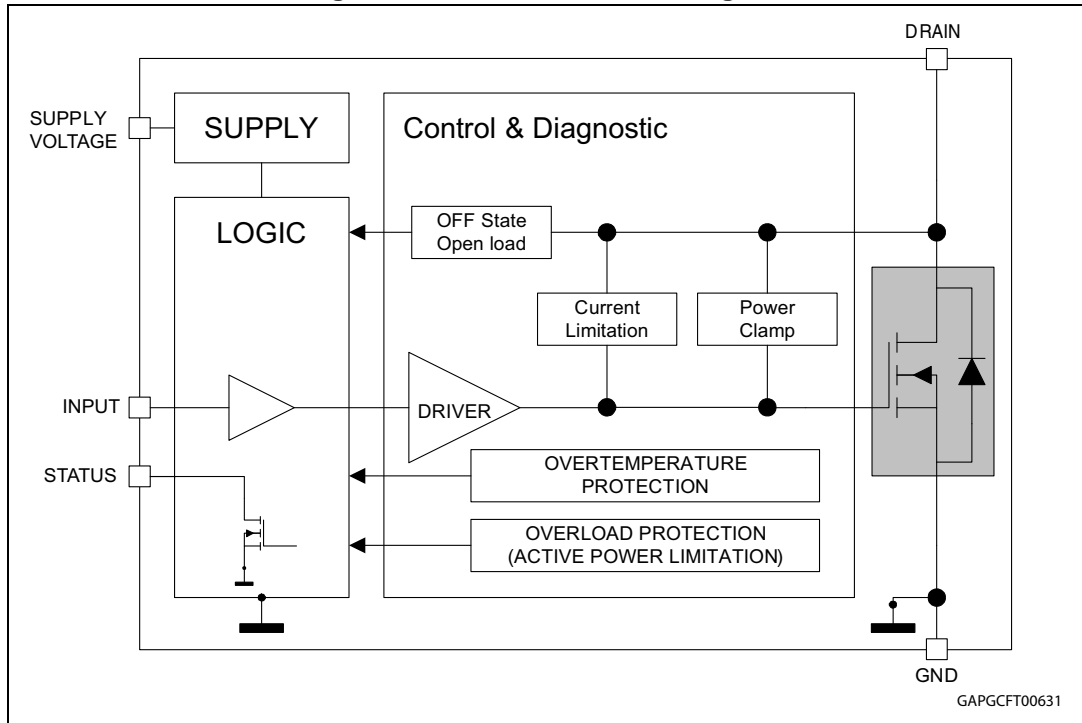 DRAIN
SUPPLY
VOLTAGE
SUPPLY
Control & Diagnostic
LOGIC
OFF State
Open load
Current
Limitation
Power
Clamp
INPUT
DRIVER
STATUS
OVERTEMPERATURE
PROTECTION
OVERLOAD PROTECTION
(ACTIVE POWER LIMITATION)
GND
GAPGCFT00631